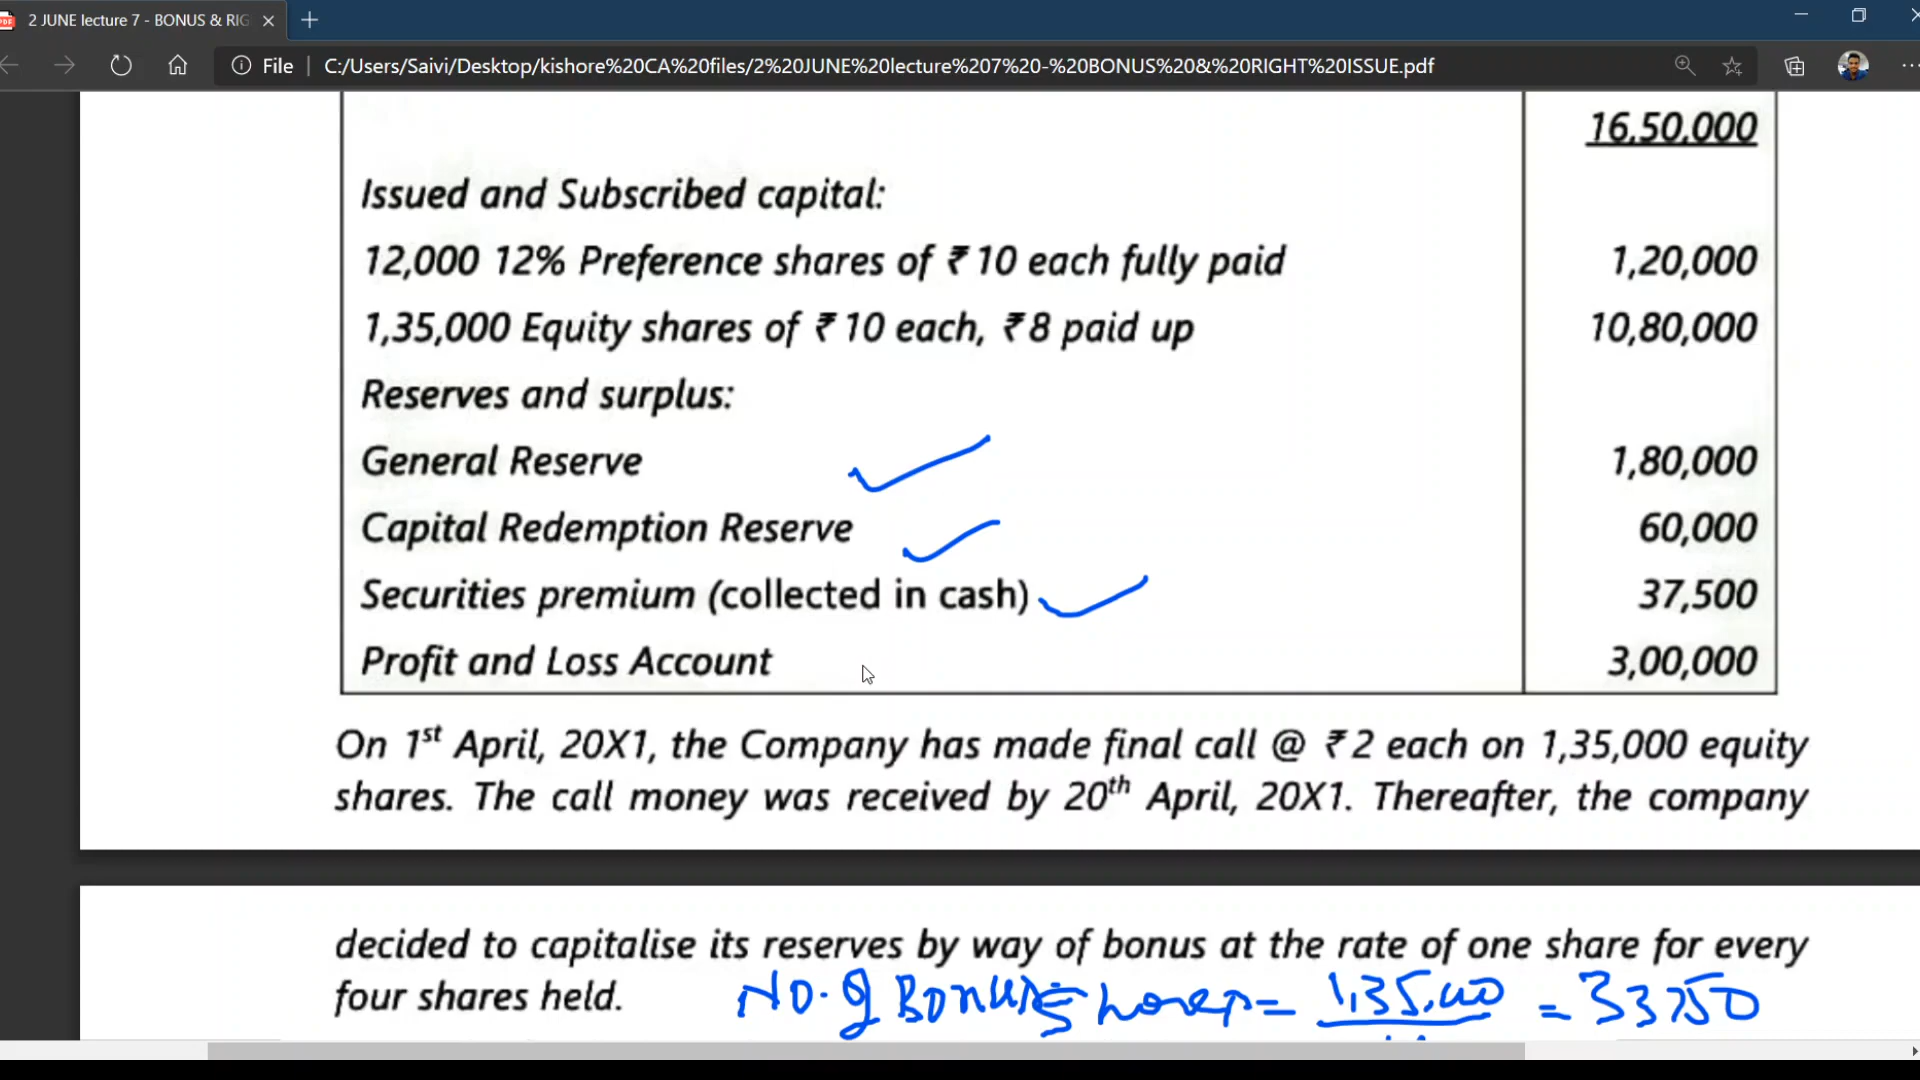 2 JUNE lecture 7 - BONUS & RIG
File C:/Users/Saivi/Desktop/kishore%20CA%20files/2%20JUNE%20lecture%207%20-%20BONUS%20&%20RIGHT%20ISSUE.pdf
16,50,000
Issued and Subscribed capital:
12,000 12% Preference shares of ₹ 10 each fully paid 1,20,000
1,35,000 Equity shares of ₹ 10 each, ₹ 8 paid up 10,80,000
Reserves and surplus:
General Reserve 1,80,000
Capital Redemption Reserve 60,000
Securities premium (collected in cash) 37,500
Profit and Loss Account 3,00,000
On 1st April, 20X1, the Company has made final call @ ₹ 2 each on 1,35,000 equity
shares. The call money was received by 20th April, 20X1. Thereafter, the company
decided to capitalise its reserves by way of bonus at the rate of one share for every
four shares held.
No. of Bonus Shares = 1,35,000 = 33750